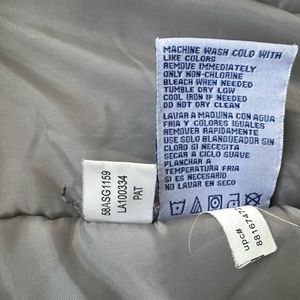 MACHINE WASH COLD WITH
LIKE COLORS
REMOVE IMMEDIATELY
ONLY NON-CHLORINE
BLEACH WHEN NEEDED
TUMBLE DRY LOW
COOL IRON IF NEEDED
DO NOT DRY CLEAN
LAVAR A MAQUINA CON AGUA
FRIA Y COLORES IGUALES
REMOVER RAPIDAMENTE
USE SOLO BLANQUEADOR SIN
CLORO SI NECESITA
SECAR A CICLO SUAVE
PLANCHAR A
TEMPERATURA FRIA
SI ES NECESARIO
NO LAVAR EN SECO
58ASG1159
LA100334
PAT
upc#